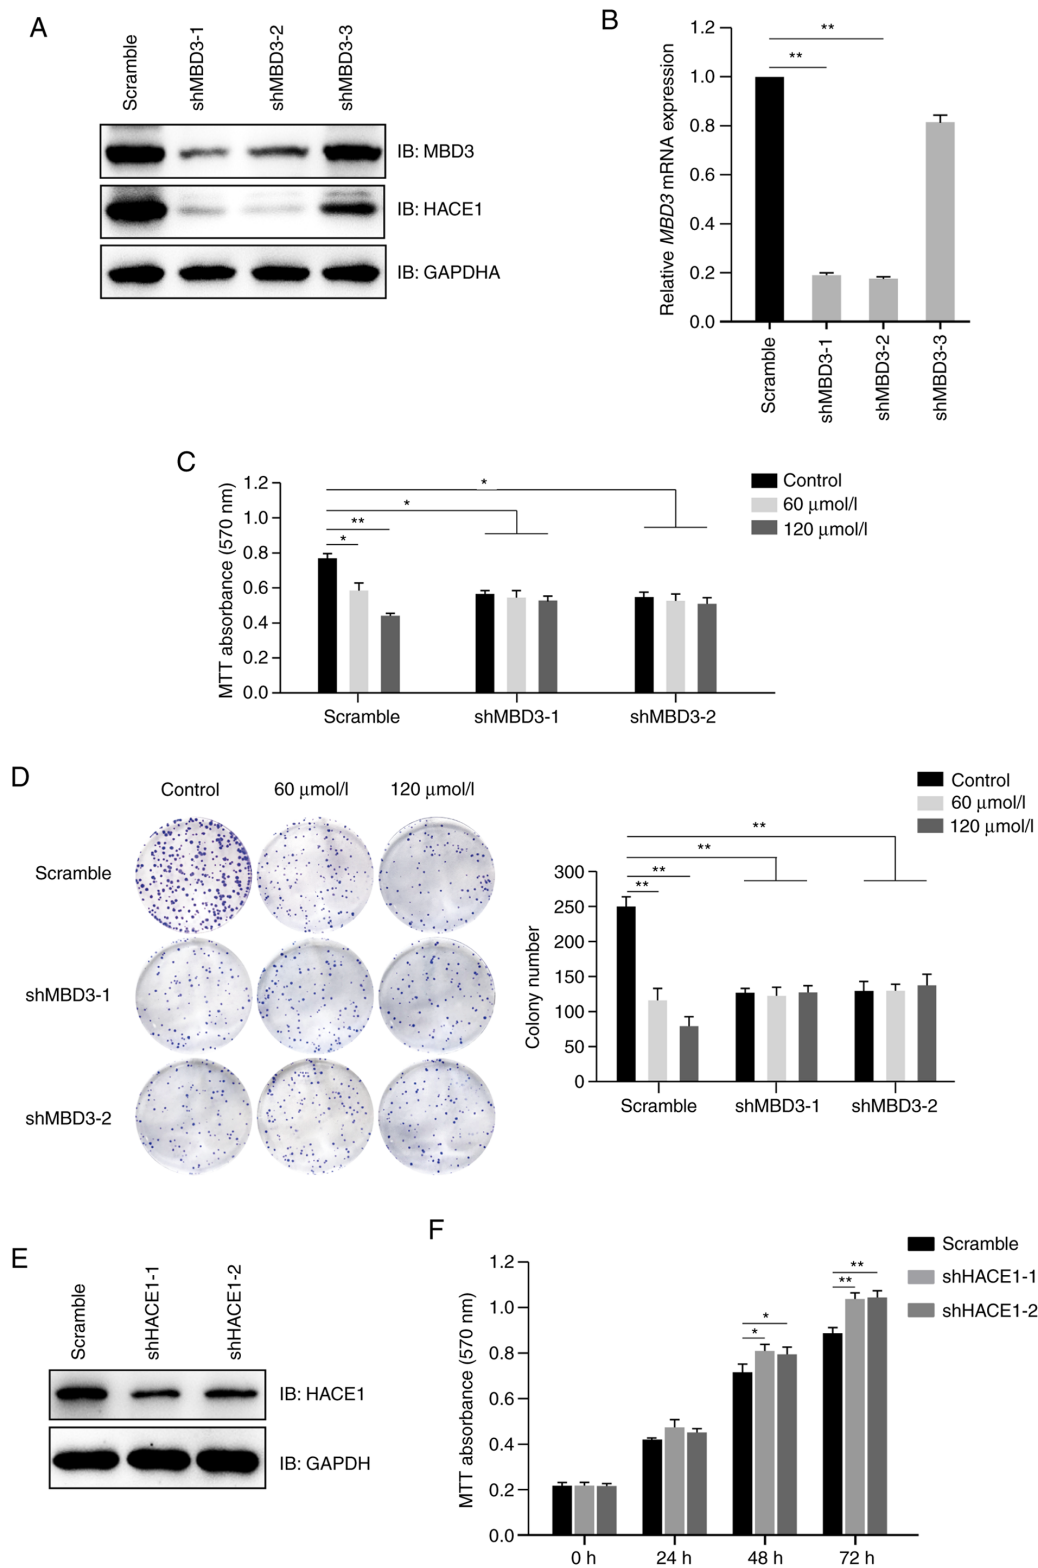 A
Scramble
shMBD3-1
shMBD3-2
shMBD3-3
IB: MBD3
IB: HACE1
IB: GAPDHA
B
Relative MBD3 mRNA expression
1.2
1.0
0.8
0.6
0.4
0.2
0.0
**
**
Scramble
shMBD3-1
shMBD3-2
shMBD3-3
C
MTT absorbance (570 nm)
1.2
1.0
0.8
0.6
0.4
0.2
0.0
*
*
**
*
Scramble
shMBD3-1
shMBD3-2
Control
60 μmol/l
120 μmol/l
D
Control
60 μmol/l
120 μmol/l
Scramble
shMBD3-1
shMBD3-2
Control
60 μmol/l
120 μmol/l
Colony number
300
250
200
150
100
50
0
**
**
**
**
Scramble
shMBD3-1
shMBD3-2
E
Scramble
shHACE1-1
shHACE1-2
IB: HACE1
IB: GAPDH
F
MTT absorbance (570 nm)
1.2
1.0
0.8
0.6
0.4
0.2
0.0
*
*
**
**
0 h
24 h
48 h
72 h
Scramble
shHACE1-1
shHACE1-2